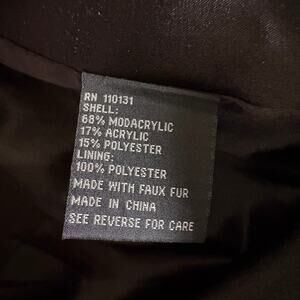 RN 110131
SHELL:
68% MODACRYLIC
17% ACRYLIC
15% POLYESTER
LINING:
100% POLYESTER
MADE WITH FAUX FUR
MADE IN CHINA
SEE REVERSE FOR CARE